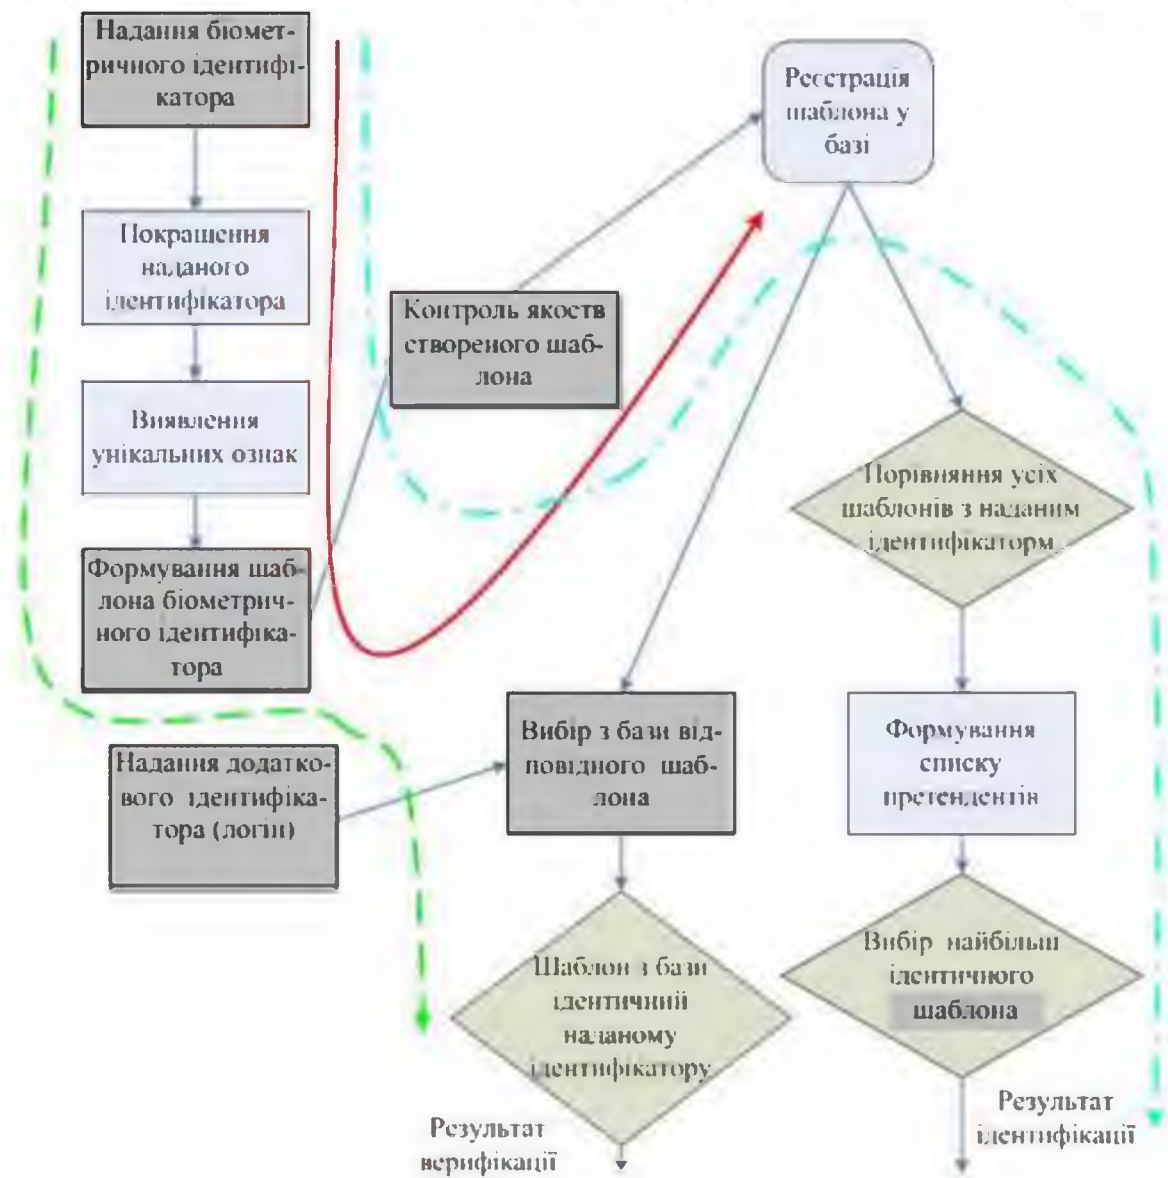 Надання біомет-
ричного ідентифі-
катора
Покращення
наданого
ідентифікатора
Виявлення
унікальних ознак
Формування шаб-
лона біометрич-
ного ідентифіка-
тора
Контроль якоств
створеного шаб-
лона
Реєстрація
шаблона у
базі
Порівняння усіх
шаблонів з наданим
ідентифікаторм
Надання додатко-
вого ідентифіка-
тора (логін)
Вибір з бази від-
повідного шаб-
лона
Формування
списку
претендентів
Шаблон з бази
ідентичний
наданому
ідентифікатору
Вибір найбільш
ідентичного
шаблона
Результат
верифікації
Результат
ідентифікації